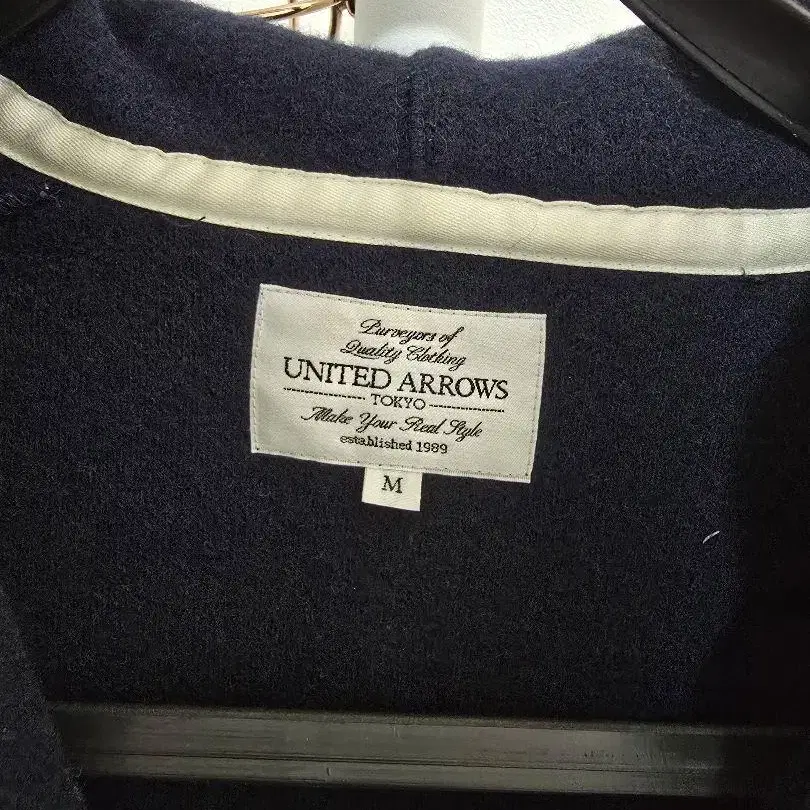 Purveyors of
Quality Clothing
UNITED ARROWS
TOKYO
Make Your Real Style
established 1989
M